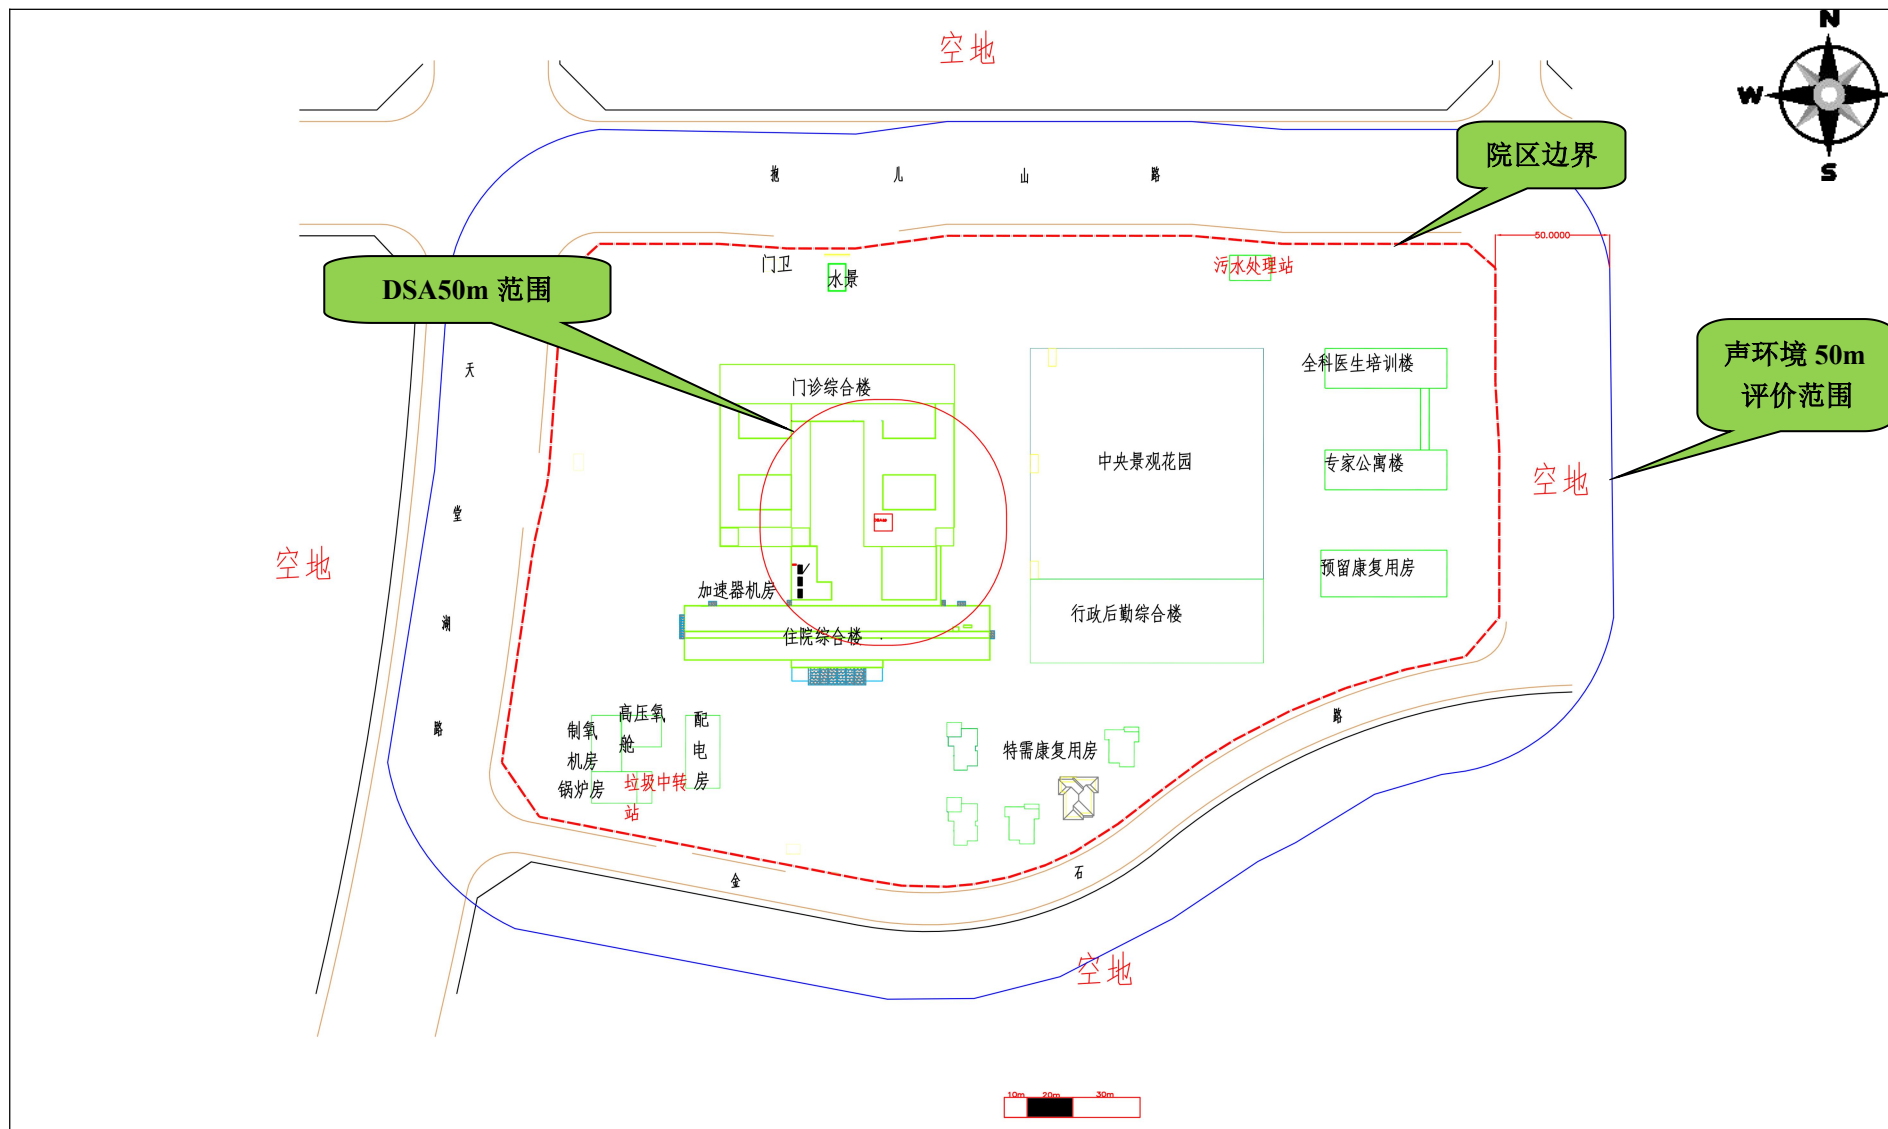 空地
N
W
S
院区边界
抱 儿 山 路
50.0000
门卫
水景
污水处理站
DSA50m 范围
声环境 50m
评价范围
天 堂 湖 路
门诊综合楼
全科医生培训楼
中央景观花园
专家公寓楼
空地
空地
预留康复用房
加速器机房
行政后勤综合楼
住院综合楼
高压氧
舱
制氧
机房
配
电
房
锅炉房
垃圾中转
站
特需康复用房
金 石 路
空地
10m 20m 30m